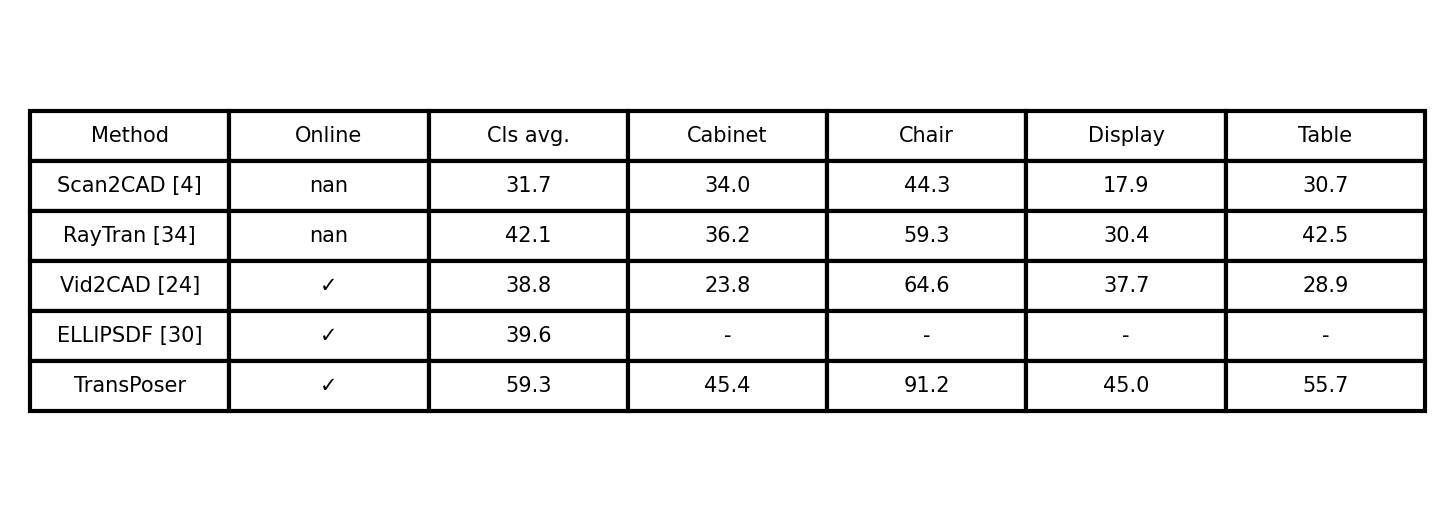 Method Online Cls avg. Cabinet Chair Display Table
Scan2CAD [4] nan 31.7 34.0 44.3 17.9 30.7
RayTran [34] nan 42.1 36.2 59.3 30.4 42.5
Vid2CAD [24] ✓ 38.8 23.8 64.6 37.7 28.9
ELLIPSDF [30] ✓ 39.6 - - - -
TransPoser ✓ 59.3 45.4 91.2 45.0 55.7